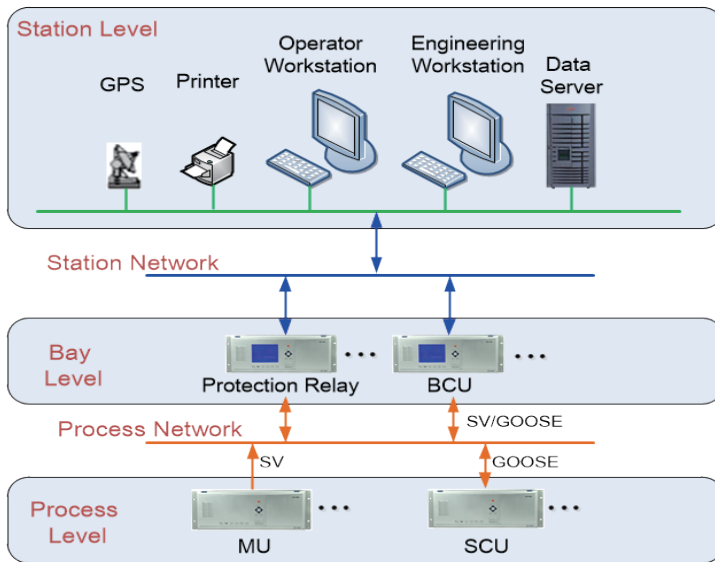 Station Level
GPS
Printer
Operator
Workstation
Engineering
Workstation
Data
Server
Station Network
Bay
Level
Protection Relay
BCU
SV/GOOSE
Process Network
SV
GOOSE
Process
Level
MU
SCU